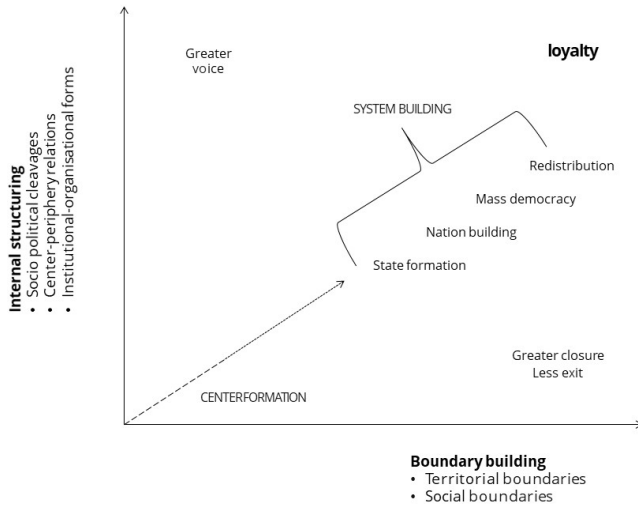 Greater
voice
loyalty
SYSTEM BUILDING
Redistribution
Mass democracy
Nation building
State formation
Greater closure
Less exit
CENTERFORMATION
Internal structuring
• Socio political cleavages
• Center-periphery relations
• Institutional-organisational forms
Boundary building
• Territorial boundaries
• Social boundaries